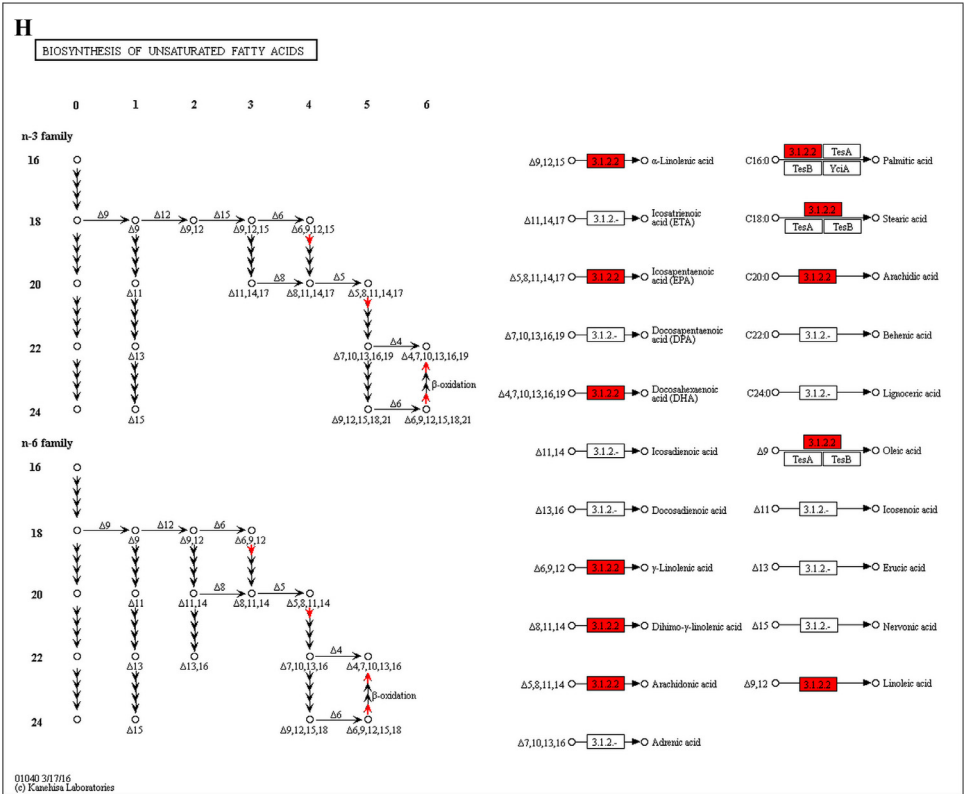 H
BIOSYNTHESIS OF UNSATURATED FATTY ACIDS
0 1 2 3 4 5 6
n-3 family
16
18 Δ9 Δ12 Δ15 Δ6
Δ9 Δ9,12 Δ9,12,15 Δ6,9,12,15
20 Δ8 Δ5
Δ11 Δ11,14,17 Δ8,11,14,17 Δ5,8,11,14,17
22 Δ4
Δ13 Δ7,10,13,16,19 Δ4,7,10,13,16,19
β-oxidation
24 Δ6
Δ15 Δ9,12,15,18,21 Δ6,9,12,15,18,21
n-6 family
16
18 Δ9 Δ12 Δ6
Δ9 Δ9,12 Δ6,9,12
20 Δ8 Δ5
Δ11 Δ11,14 Δ8,11,14 Δ5,8,11,14
22 Δ4
Δ13 Δ13,16 Δ7,10,13,16 Δ4,7,10,13,16
β-oxidation
24 Δ6
Δ15 Δ9,12,15,18 Δ6,9,12,15,18
Δ9,12,15 3.1.2.2 α-Linolenic acid
Δ11,14,17 3.1.2.- Icosatrienoic acid (ETA)
Δ5,8,11,14,17 3.1.2.2 Icosapentaenoic acid (EPA)
Δ7,10,13,16,19 3.1.2.- Docosapentaenoic acid (DPA)
Δ4,7,10,13,16,19 3.1.2.2 Docosahexaenoic acid (DHA)
Δ11,14 3.1.2.- Icosadienoic acid
Δ13,16 3.1.2.- Docosadienoic acid
Δ6,9,12 3.1.2.2 γ-Linolenic acid
Δ8,11,14 3.1.2.2 Dihimo-γ-linolenic acid
Δ5,8,11,14 3.1.2.2 Arachidonic acid
Δ7,10,13,16 3.1.2.- Adrenic acid
C16:0 3.1.2.2 TesA TesB YciA Palmitic acid
C18:0 3.1.2.2 TesA TesB Stearic acid
C20:0 3.1.2.2 Arachidic acid
C22:0 3.1.2.- Behenic acid
C24:0 3.1.2.- Lignoceric acid
Δ9 3.1.2.2 TesA TesB Oleic acid
Δ11 3.1.2.- Icosenoic acid
Δ13 3.1.2.- Erucic acid
Δ15 3.1.2.- Nervonic acid
Δ9,12 3.1.2.2 Linoleic acid
01040 3/17/16
(c) Kanehisa Laboratories